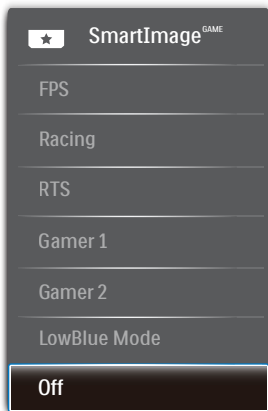 SmartImage GAME
FPS
Racing
RTS
Gamer 1
Gamer 2
LowBlue Mode
Off